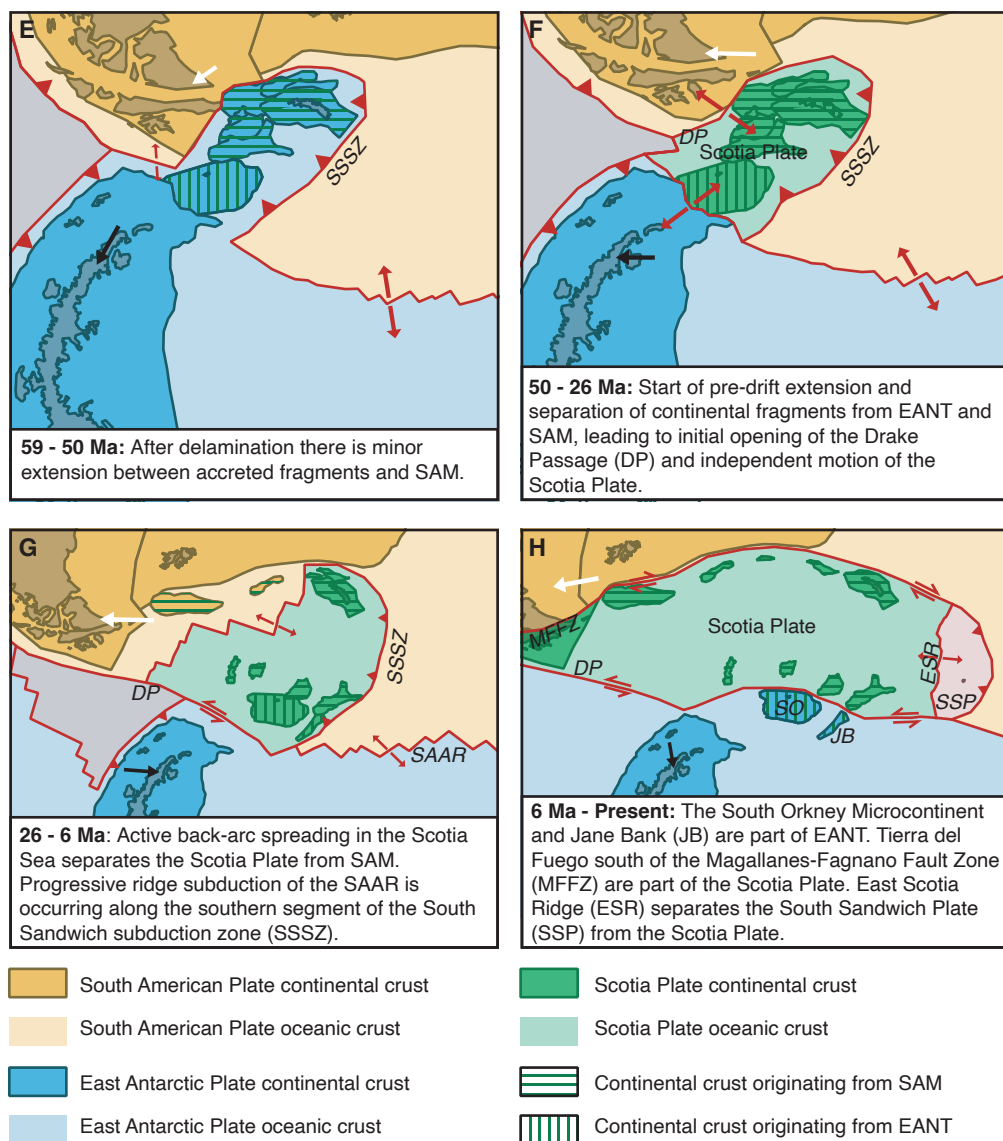 E
SSSZ
59 - 50 Ma: After delamination there is minor
extension between accreted fragments and SAM.
F
DP
Scotia Plate
SSSZ
50 - 26 Ma: Start of pre-drift extension and
separation of continental fragments from EANT and
SAM, leading to initial opening of the Drake
Passage (DP) and independent motion of the
Scotia Plate.
G
SSSZ
DP
SAAR
26 - 6 Ma: Active back-arc spreading in the Scotia
Sea separates the Scotia Plate from SAM.
Progressive ridge subduction of the SAAR is
occurring along the southern segment of the South
Sandwich subduction zone (SSSZ).
H
MFFZ
Scotia Plate
ESR
DP
SO
SSP
JB
6 Ma - Present: The South Orkney Microcontinent
and Jane Bank (JB) are part of EANT. Tierra del
Fuego south of the Magallanes-Fagnano Fault Zone
(MFFZ) are part of the Scotia Plate. East Scotia
Ridge (ESR) separates the South Sandwich Plate
(SSP) from the Scotia Plate.
South American Plate continental crust
South American Plate oceanic crust
East Antarctic Plate continental crust
East Antarctic Plate oceanic crust
Scotia Plate continental crust
Scotia Plate oceanic crust
Continental crust originating from SAM
Continental crust originating from EANT